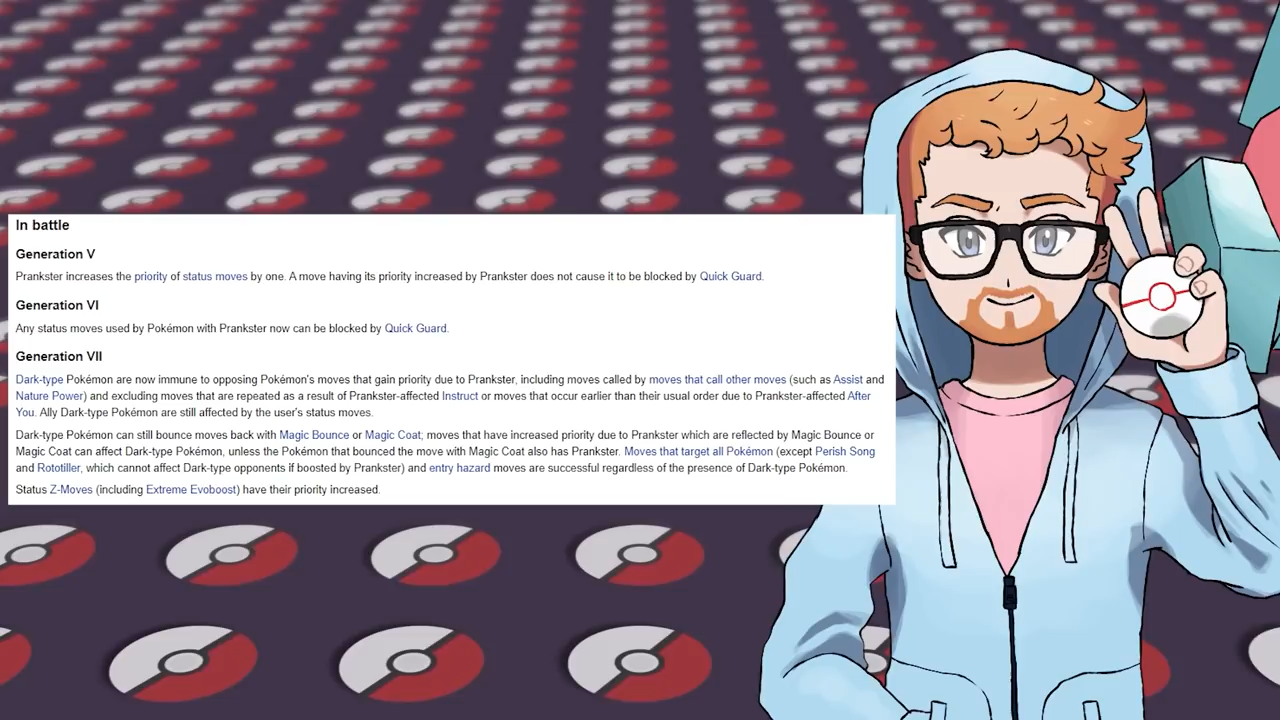 In battle
Generation V
Prankster increases the priority of status moves by one. A move having its priority increased by Prankster does not cause it to be blocked by Quick Guard.
Generation VI
Any status moves used by Pokémon with Prankster now can be blocked by Quick Guard.
Generation VII
Dark-type Pokémon are now immune to opposing Pokémon's moves that gain priority due to Prankster, including moves called by moves that call other moves (such as Assist and
Nature Power) and excluding moves that are repeated as a result of Prankster-affected Instruct or moves that occur earlier than their usual order due to Prankster-affected After
You. Ally Dark-type Pokémon are still affected by the user's status moves.
Dark-type Pokémon can still bounce moves back with Magic Bounce or Magic Coat; moves that have increased priority due to Prankster which are reflected by Magic Bounce or
Magic Coat can affect Dark-type Pokémon, unless the Pokémon that bounced the move with Magic Coat also has Prankster. Moves that target all Pokémon (except Perish Song
and Rototiller, which cannot affect Dark-type opponents if boosted by Prankster) and entry hazard moves are successful regardless of the presence of Dark-type Pokémon.
Status Z-Moves (including Extreme Evoboost) have their priority increased.